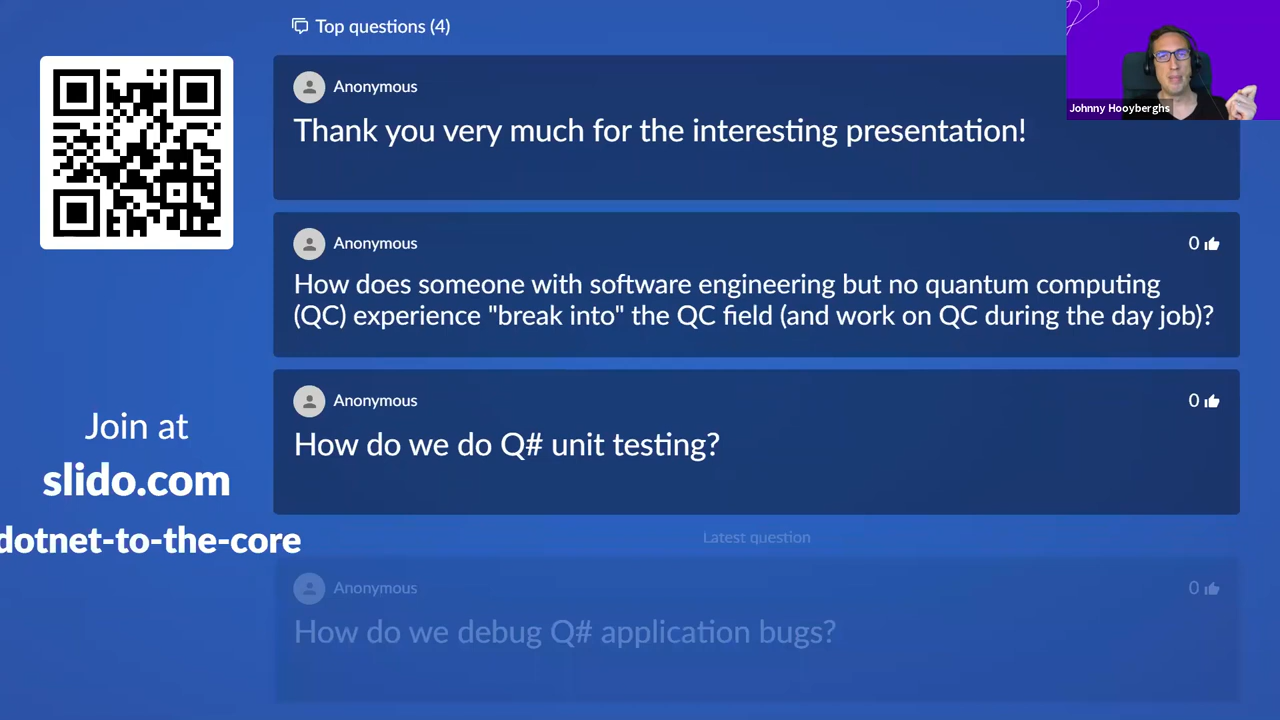 Top questions (4)
Anonymous
Thank you very much for the interesting presentation!
Johnny Hooyberghs
Anonymous
0
How does someone with software engineering but no quantum computing
(QC) experience "break into" the QC field (and work on QC during the day job)?
Anonymous
0
How do we do Q# unit testing?
Join at
slido.com
dotnet-to-the-core
Latest question
Anonymous
0
How do we debug Q# application bugs?